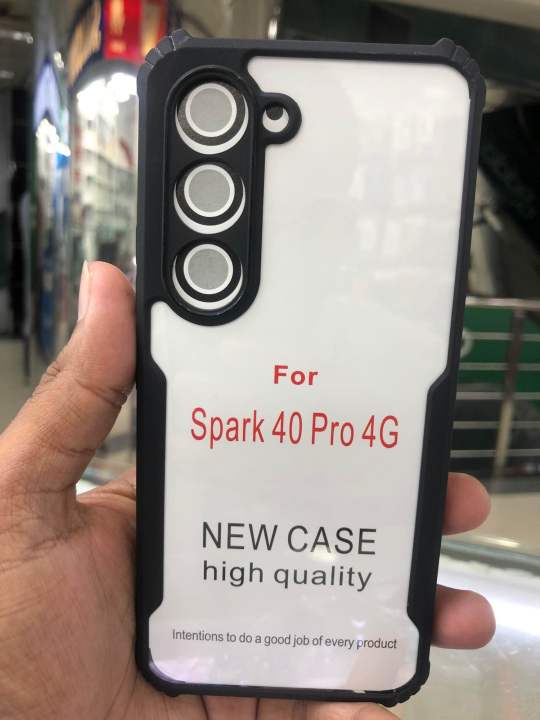 For
Spark 40 Pro 4G
NEW CASE
high quality
Intentions to do a good job of every product